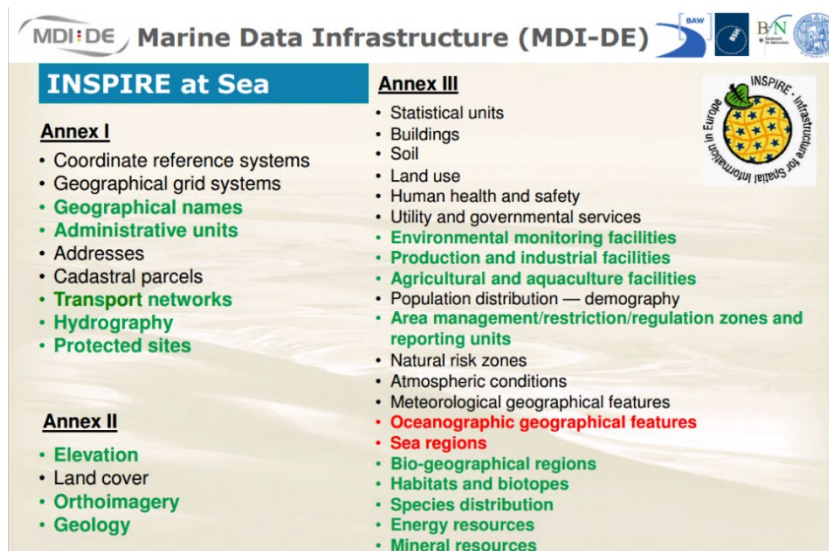 MDI:DE Marine Data Infrastructure (MDI-DE)
BAW
BfN
INSPIRE at Sea
Annex I
• Coordinate reference systems
• Geographical grid systems
• Geographical names
• Administrative units
• Addresses
• Cadastral parcels
• Transport networks
• Hydrography
• Protected sites
Annex II
• Elevation
• Land cover
• Orthoimagery
• Geology
Annex III
• Statistical units
• Buildings
• Soil
• Land use
• Human health and safety
• Utility and governmental services
• Environmental monitoring facilities
• Production and industrial facilities
• Agricultural and aquaculture facilities
• Population distribution — demography
• Area management/restriction/regulation zones and
reporting units
• Natural risk zones
• Atmospheric conditions
• Meteorological geographical features
• Oceanographic geographical features
• Sea regions
• Bio-geographical regions
• Habitats and biotopes
• Species distribution
• Energy resources
• Mineral resources
INSPIRE - Infrastructure for Spatial Information in Europe